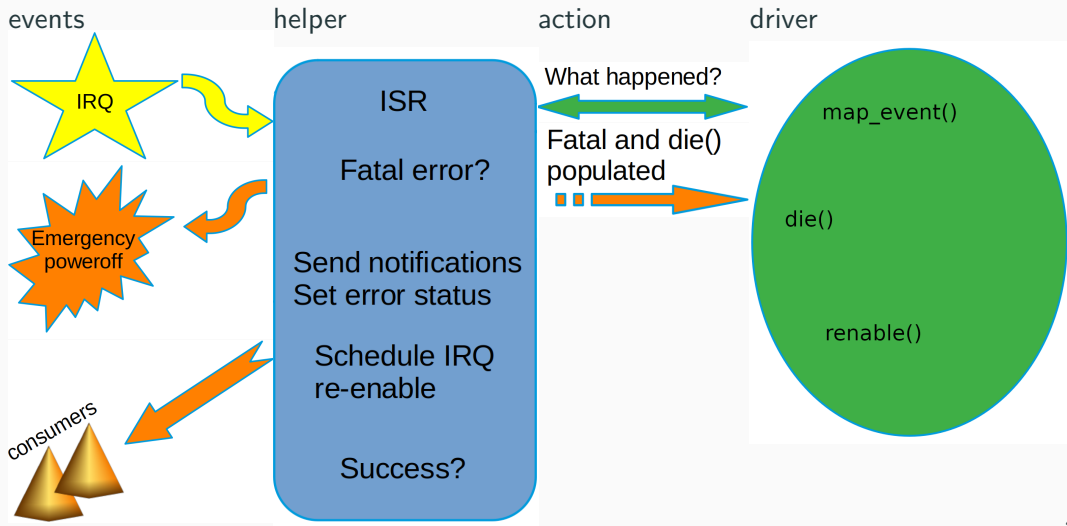 events
helper
action
driver
IRQ
Emergency
poweroff
consumers
ISR
Fatal error?
Send notifications
Set error status
Schedule IRQ
re-enable
Success?
What happened?
Fatal and die()
populated
map_event()
die()
renable()